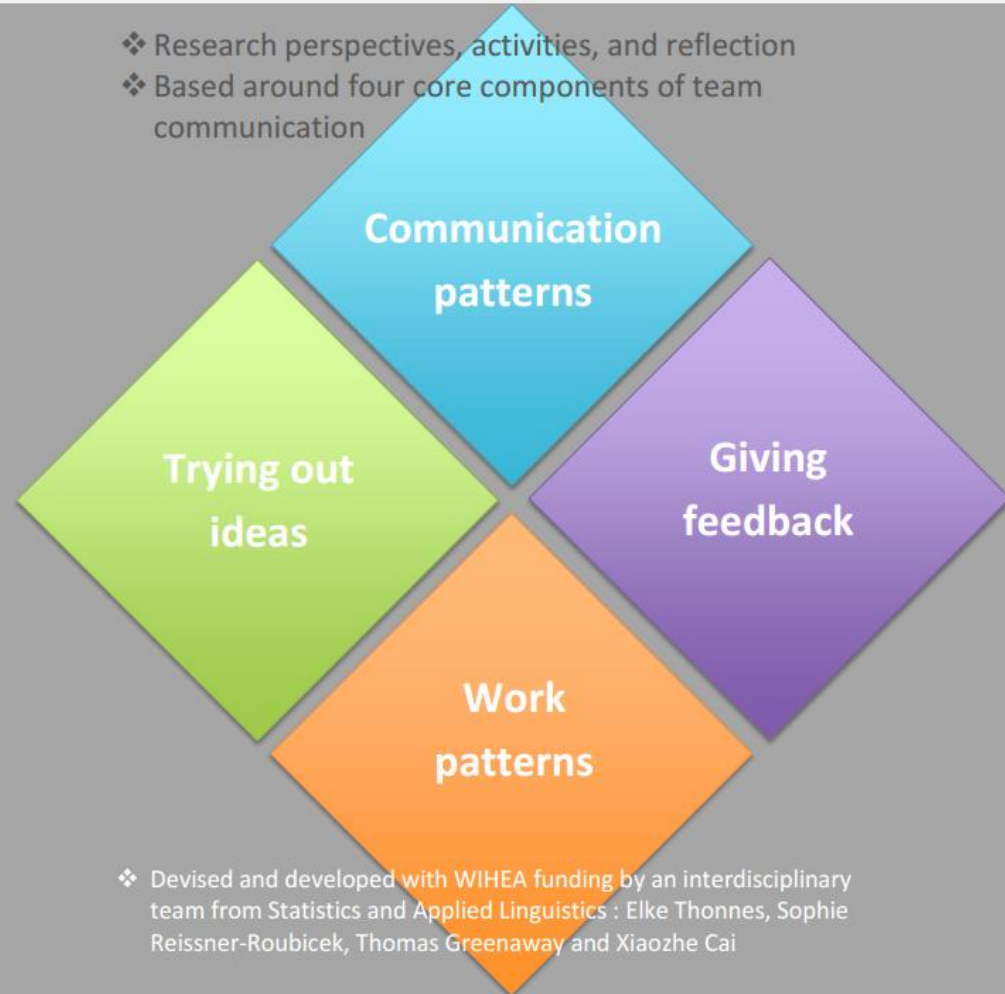 ❖ Research perspectives, activities, and reflection
❖ Based around four core components of team
communication
Communication
patterns
Trying out
ideas
Giving
feedback
Work
patterns
❖ Devised and developed with WIHEA funding by an interdisciplinary
team from Statistics and Applied Linguistics : Elke Thonnes, Sophie
Reissner-Roubicek, Thomas Greenaway and Xiaozhe Cai